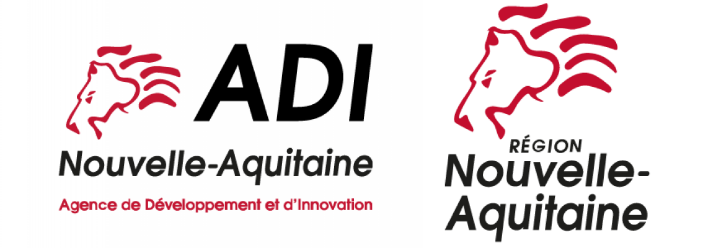 ADI
Nouvelle-Aquitaine
Agence de Développement et d'Innovation
RÉGION
Nouvelle-
Aquitaine